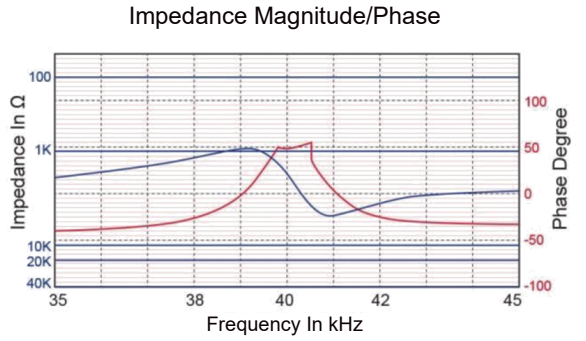 Impedance Magnitude/Phase
Impedance In Ω
100
1K
10K
20K
40K
100
50
0
-50
-100
Phase Degree
35 38 40 42 45
Frequency In kHz